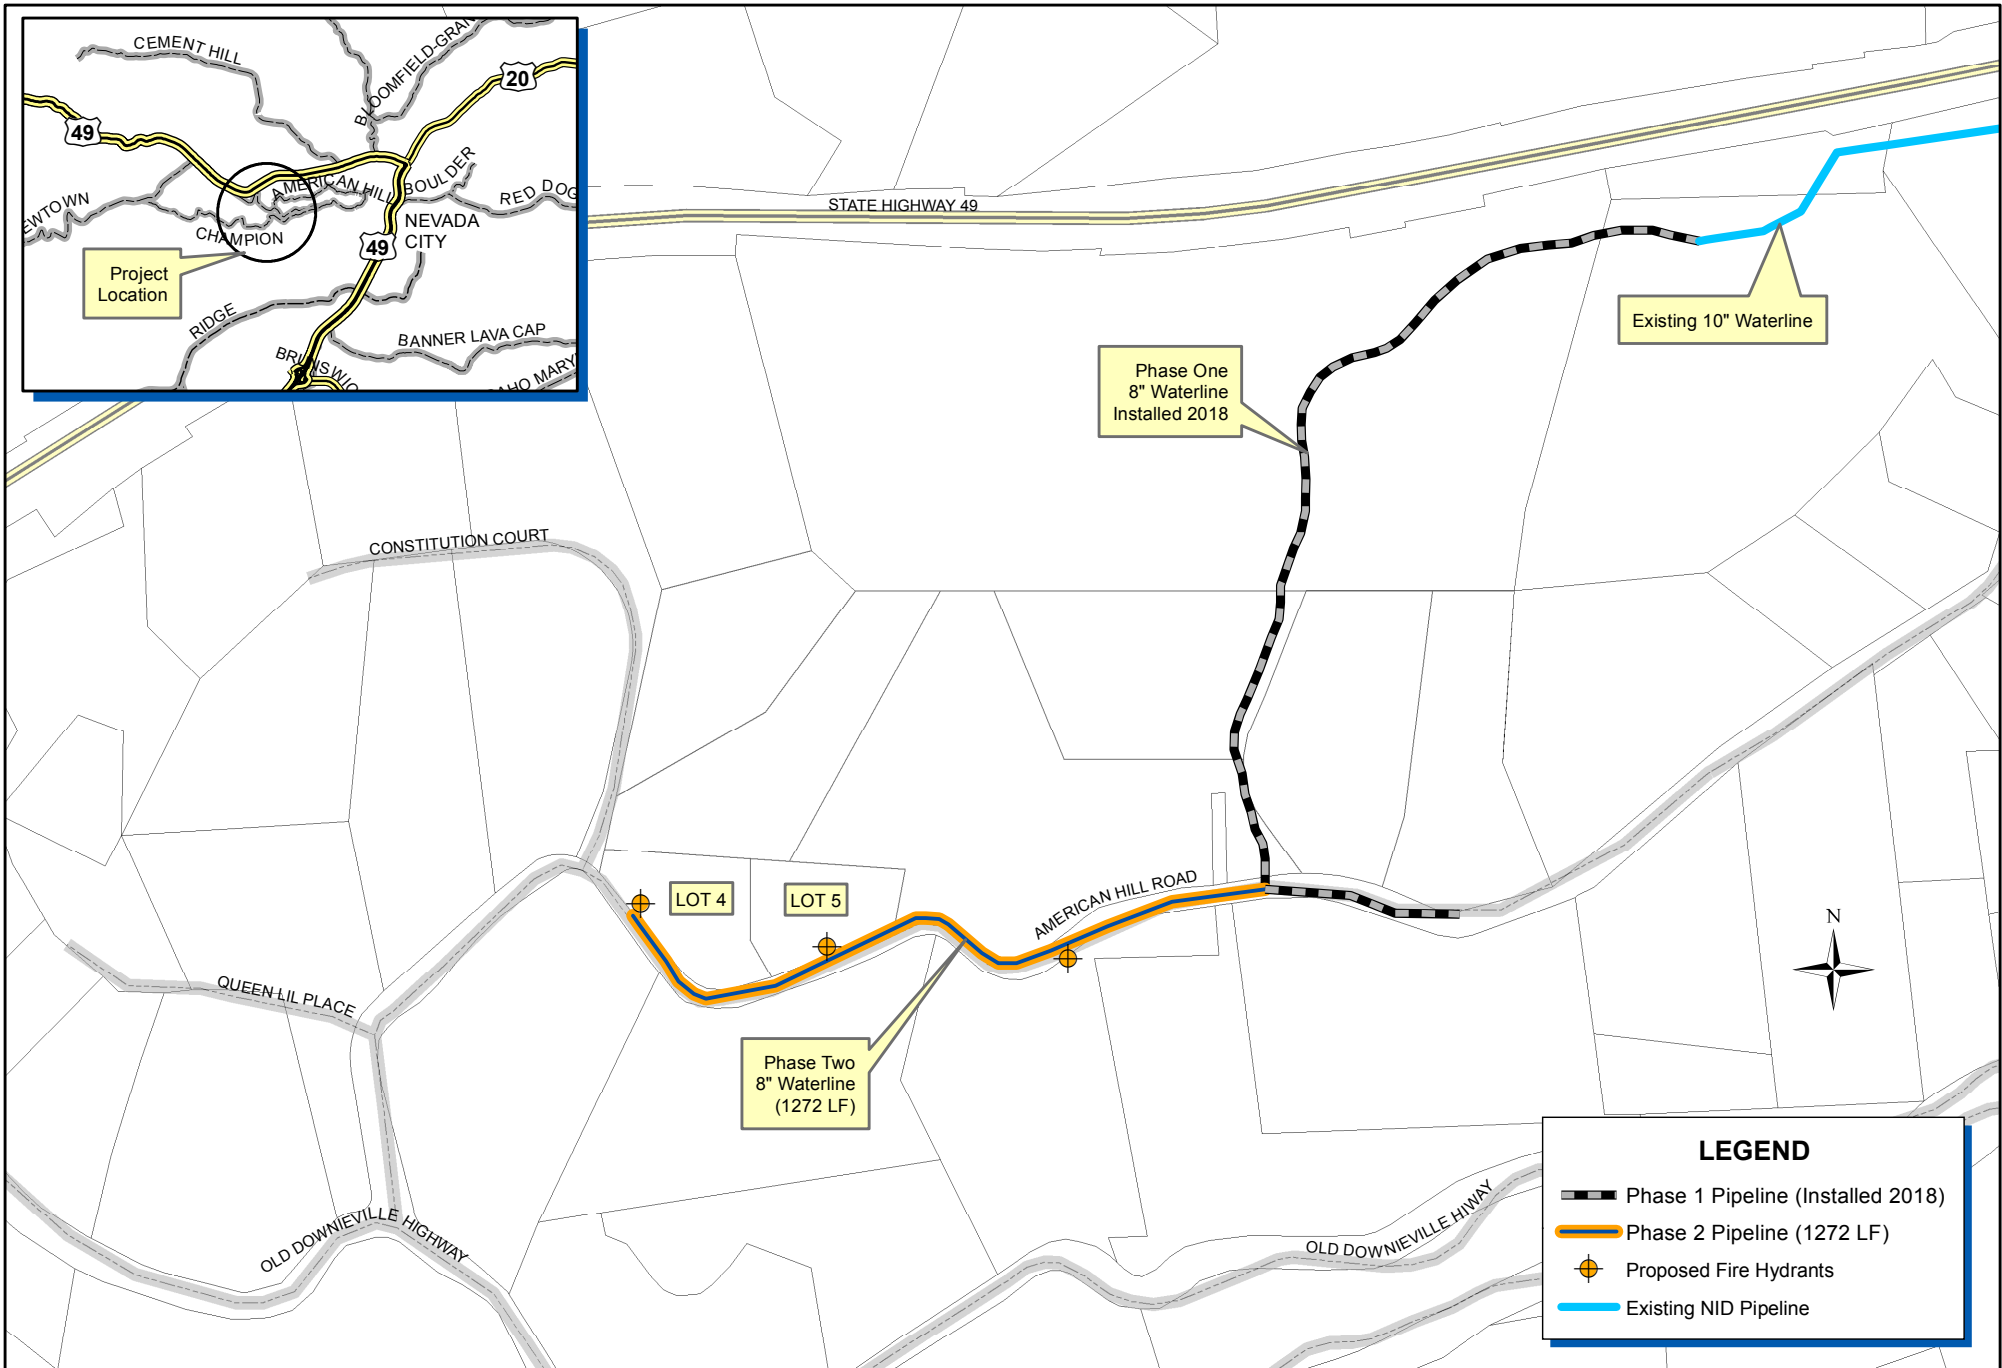 CEMENT HILL
20
49
AMERICAN HILL
BOULDER
RED DOG
CHAMPION
NEVADA
CITY
49
Project
Location
RIDGE
BANNER LAVA CAP
STATE HIGHWAY 49
Existing 10" Waterline
Phase One
8" Waterline
Installed 2018
CONSTITUTION COURT
LOT 4
LOT 5
AMERICAN HILL ROAD
N
QUEEN LIL PLACE
Phase Two
8" Waterline
(1272 LF)
OLD DOWNIEVILLE HIGHWAY
OLD DOWNIEVILLE HIWAY
LEGEND
Phase 1 Pipeline (Installed 2018)
Phase 2 Pipeline (1272 LF)
Proposed Fire Hydrants
Existing NID Pipeline